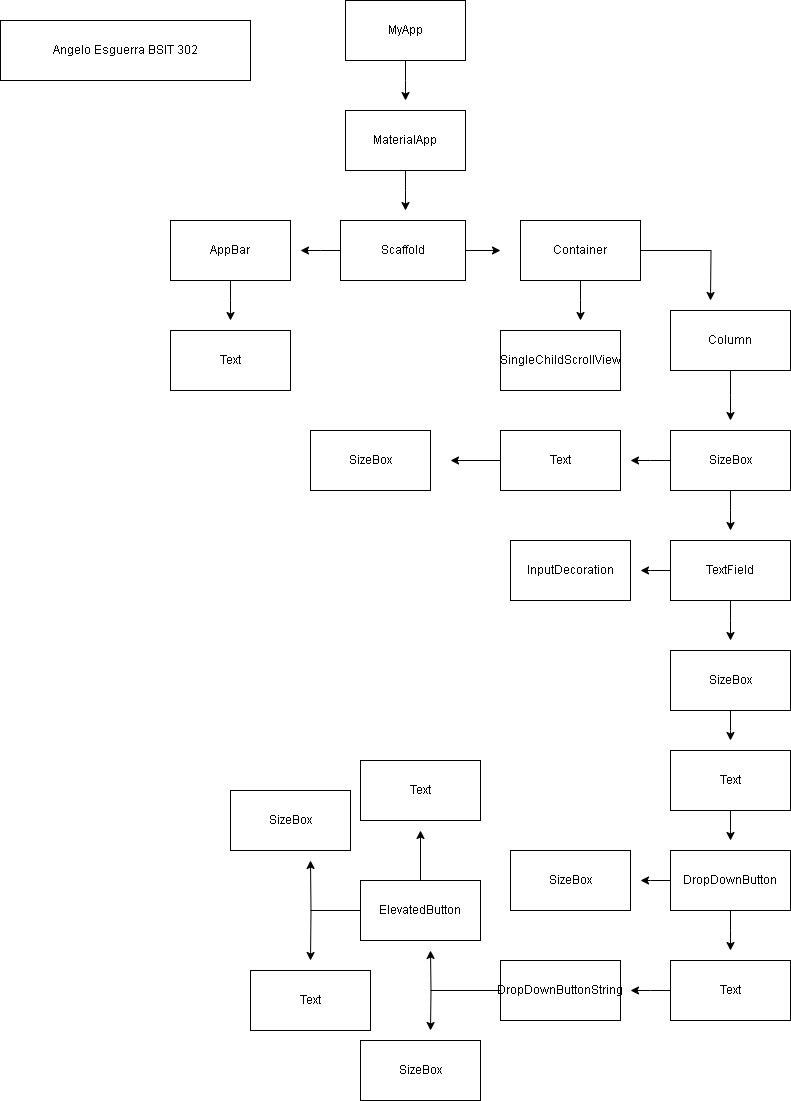 MyApp
Angelo Esguerra BSIT 302
MaterialApp
AppBar
Scaffold
Container
Text
SingleChildScrollView
Column
SizeBox
Text
SizeBox
InputDecoration
TextField
SizeBox
Text
Text
SizeBox
SizeBox
DropDownButton
ElevatedButton
DropDownButtonString
Text
Text
SizeBox